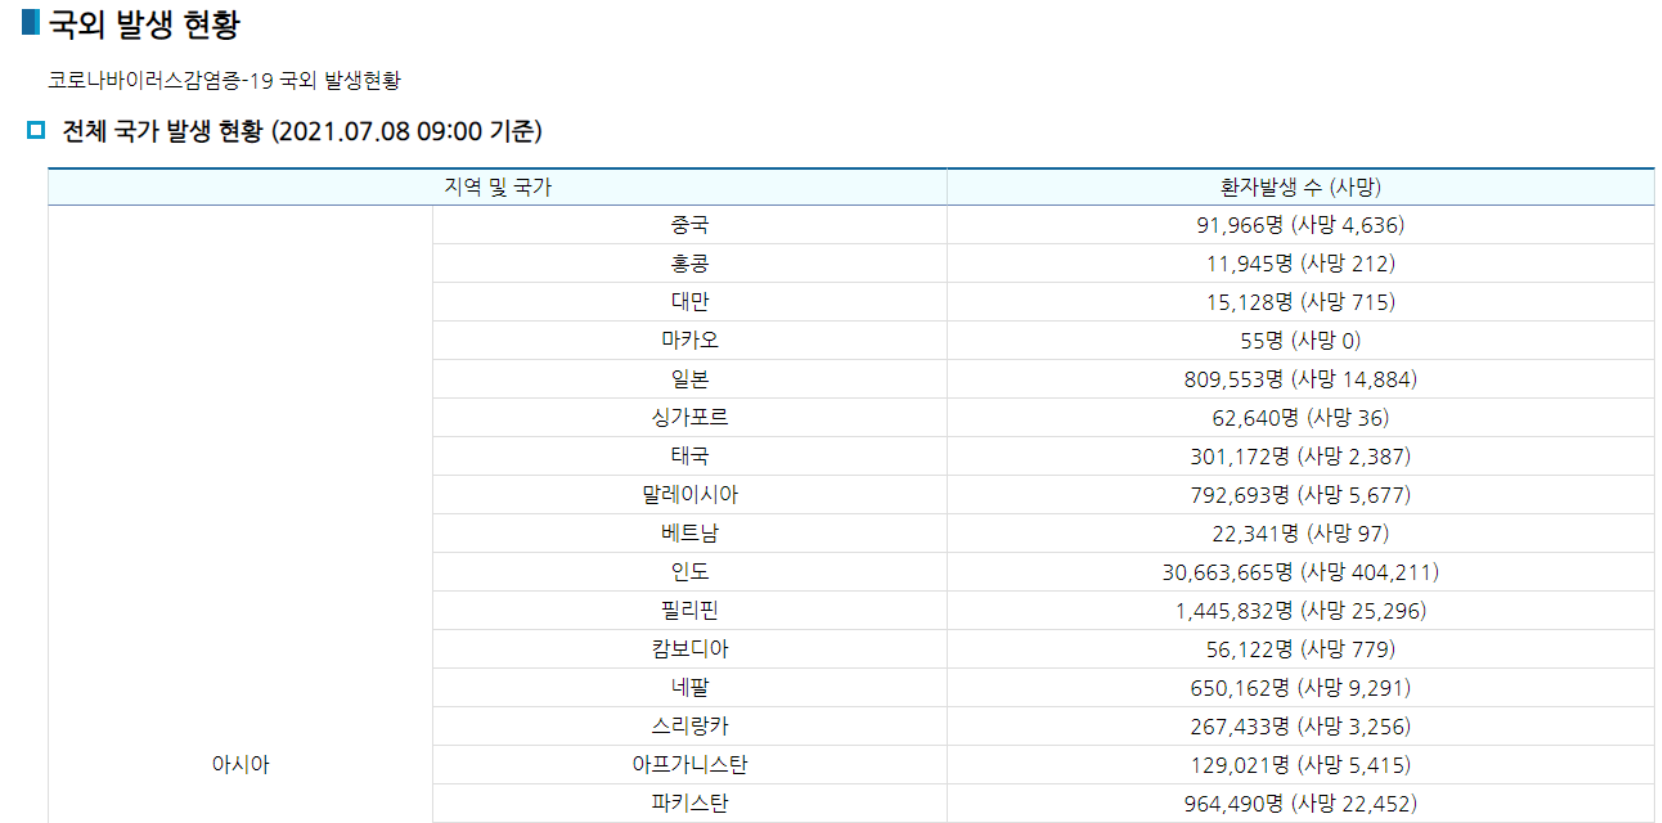 국외 발생 현황
코로나바이러스감염증-19 국외 발생현황
전체 국가 발생 현황 (2021.07.08 09:00 기준)
지역 및 국가 환자발생 수 (사망)
중국 91,966명 (사망 4,636)
홍콩 11,945명 (사망 212)
대만 15,128명 (사망 715)
마카오 55명 (사망 0)
일본 809,553명 (사망 14,884)
싱가포르 62,640명 (사망 36)
태국 301,172명 (사망 2,387)
말레이시아 792,693명 (사망 5,677)
베트남 22,341명 (사망 97)
인도 30,663,665명 (사망 404,211)
필리핀 1,445,832명 (사망 25,296)
캄보디아 56,122명 (사망 779)
네팔 650,162명 (사망 9,291)
스리랑카 267,433명 (사망 3,256)
아시아 아프가니스탄 129,021명 (사망 5,415)
파키스탄 964,490명 (사망 22,452)